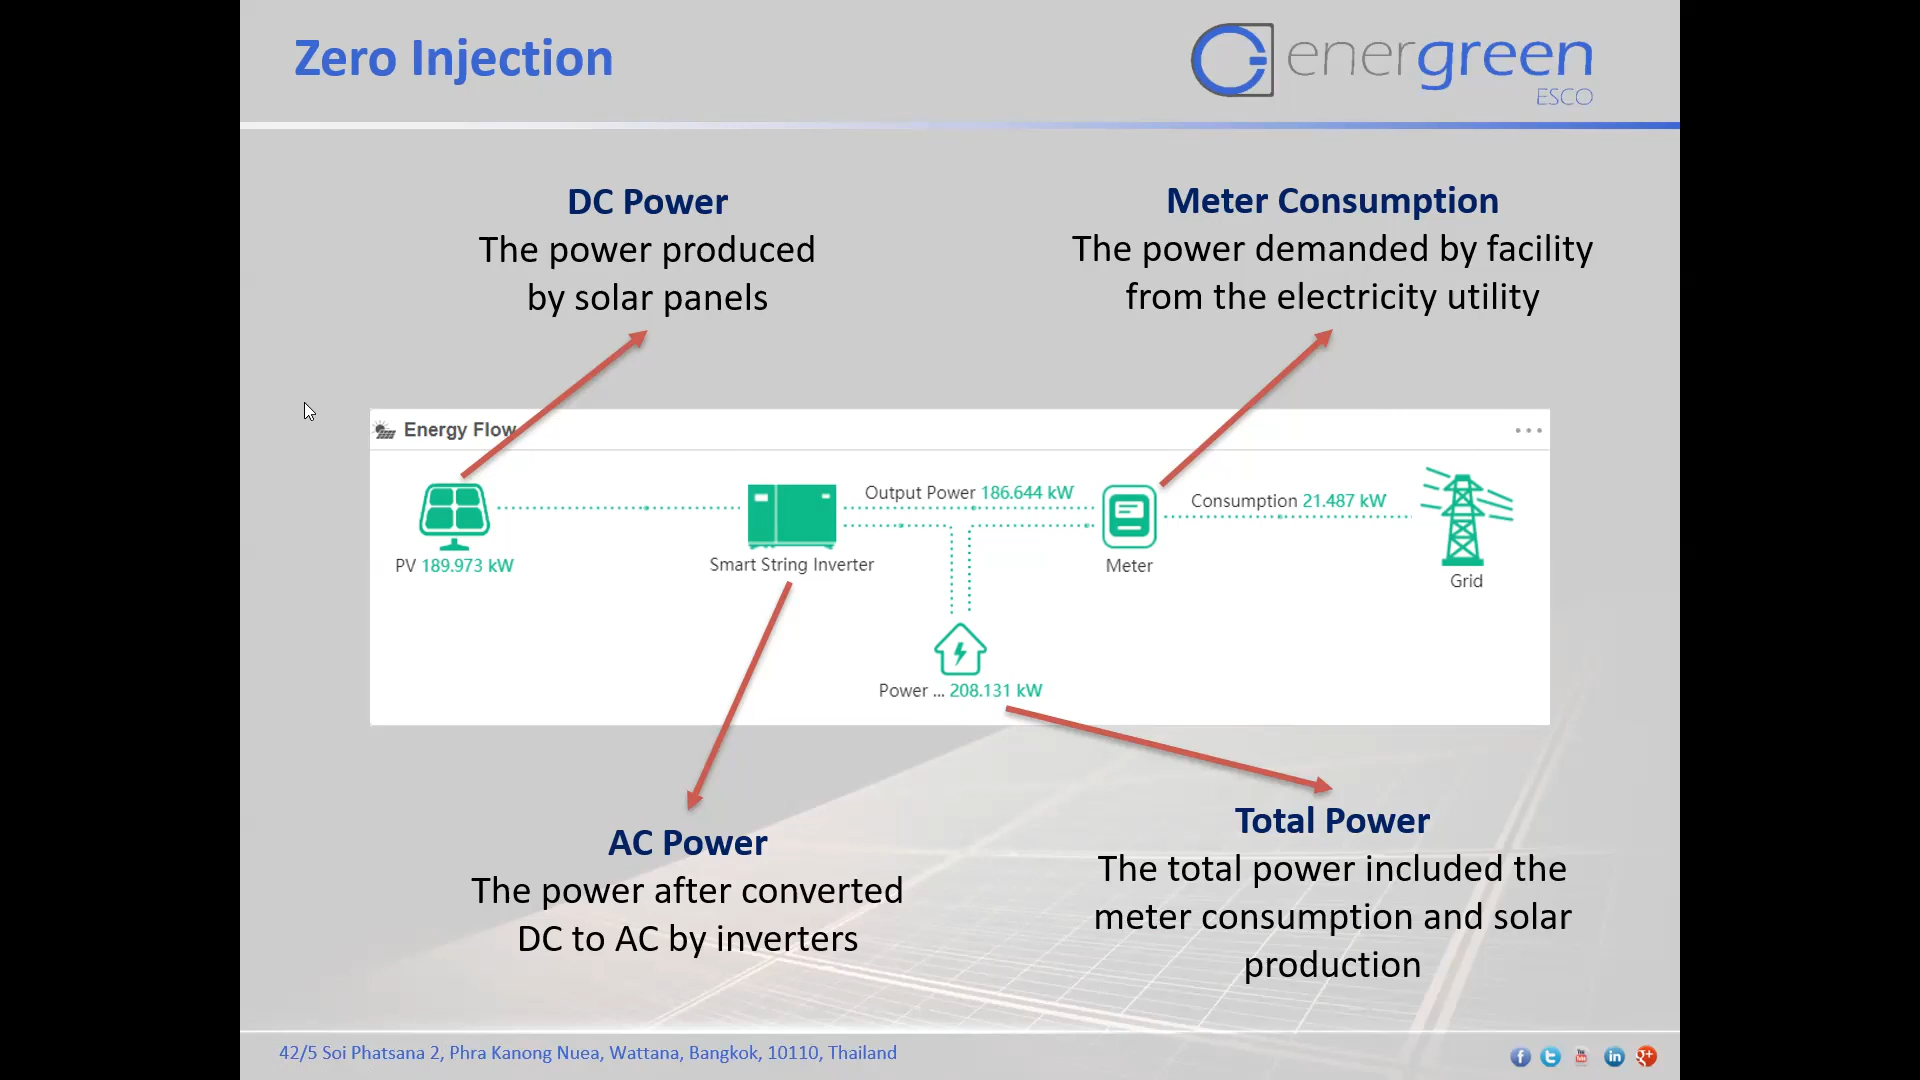 Zero Injection
energreen
ESCO
DC Power
The power produced
by solar panels
Meter Consumption
The power demanded by facility
from the electricity utility
Energy Flow
Output Power 186.644 kW
Consumption 21.487 kW
PV 189.973 kW
Smart String Inverter
Meter
Grid
Power ... 208.131 kW
AC Power
The power after converted
DC to AC by inverters
Total Power
The total power included the
meter consumption and solar
production
42/5 Soi Phatsana 2, Phra Kanong Nuea, Wattana, Bangkok, 10110, Thailand